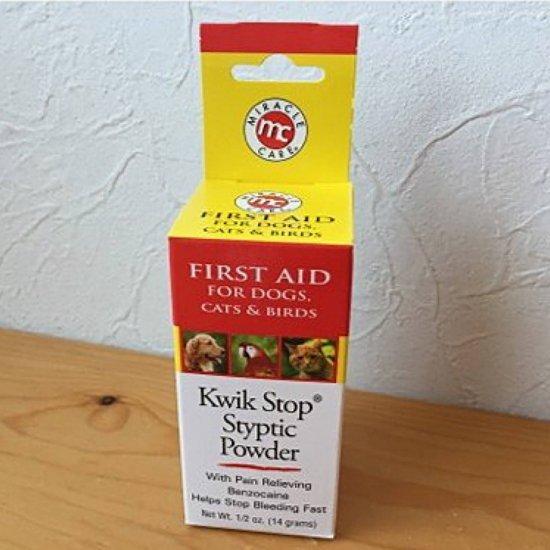 MIRACLE
mc
CARE®
MIRACLE
mc
CARE
FIRST AID
FOR DOGS,
CATS & BIRDS
FIRST AID
FOR DOGS,
CATS & BIRDS
Kwik Stop®
Styptic
Powder
With Pain Relieving
Benzocaine
Helps Stop Bleeding Fast
Net Wt. 1/2 oz. (14 grams)